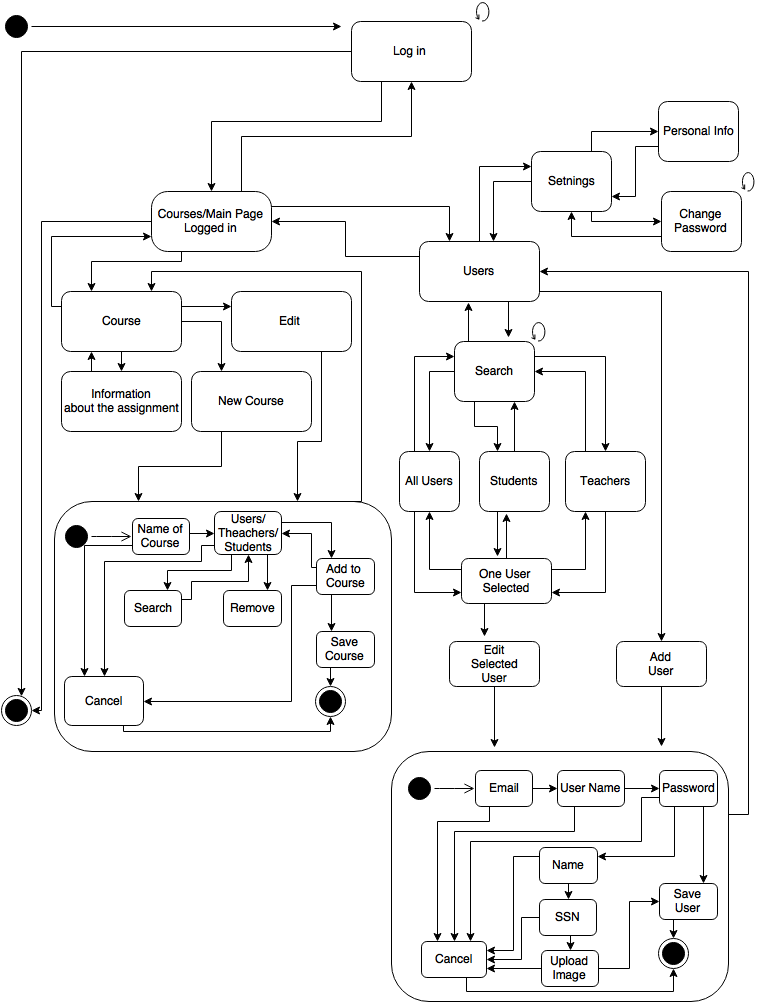 Log in
Personal Info
Setnings
Courses/Main Page
Logged in
Change
Password
Users
Course
Edit
Search
Information
about the assignment
New Course
All Users
Students
Teachers
Name of
Course
Users/
Theachers/
Students
Add to
Course
One User
Selected
Search
Remove
Save
Course
Edit
Selected
User
Add
User
Cancel
Email
User Name
Password
Name
Save
User
SSN
Cancel
Upload
Image